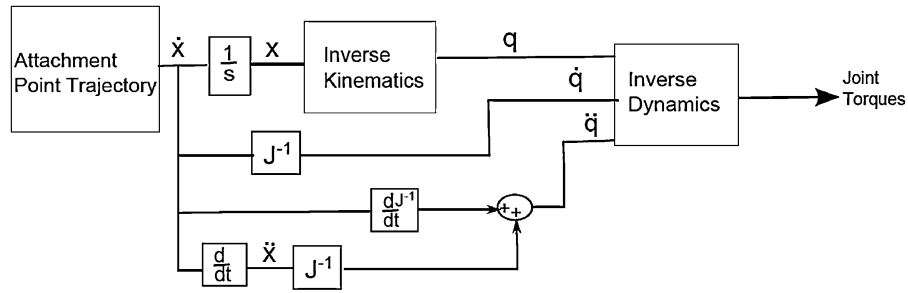 Attachment
Point Trajectory
ẋ
1
s
x
Inverse
Kinematics
q
q̇
q̈
Inverse
Dynamics
Joint
Torques
J⁻¹
dJ⁻¹
dt
+
+
d
dt
ẍ
J⁻¹